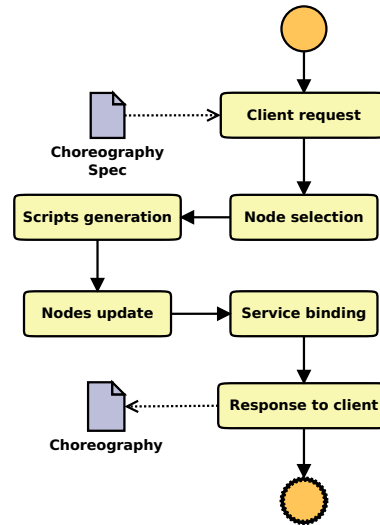 Client request
Choreography
Spec
Node selection
Scripts generation
Nodes update
Service binding
Response to client
Choreography